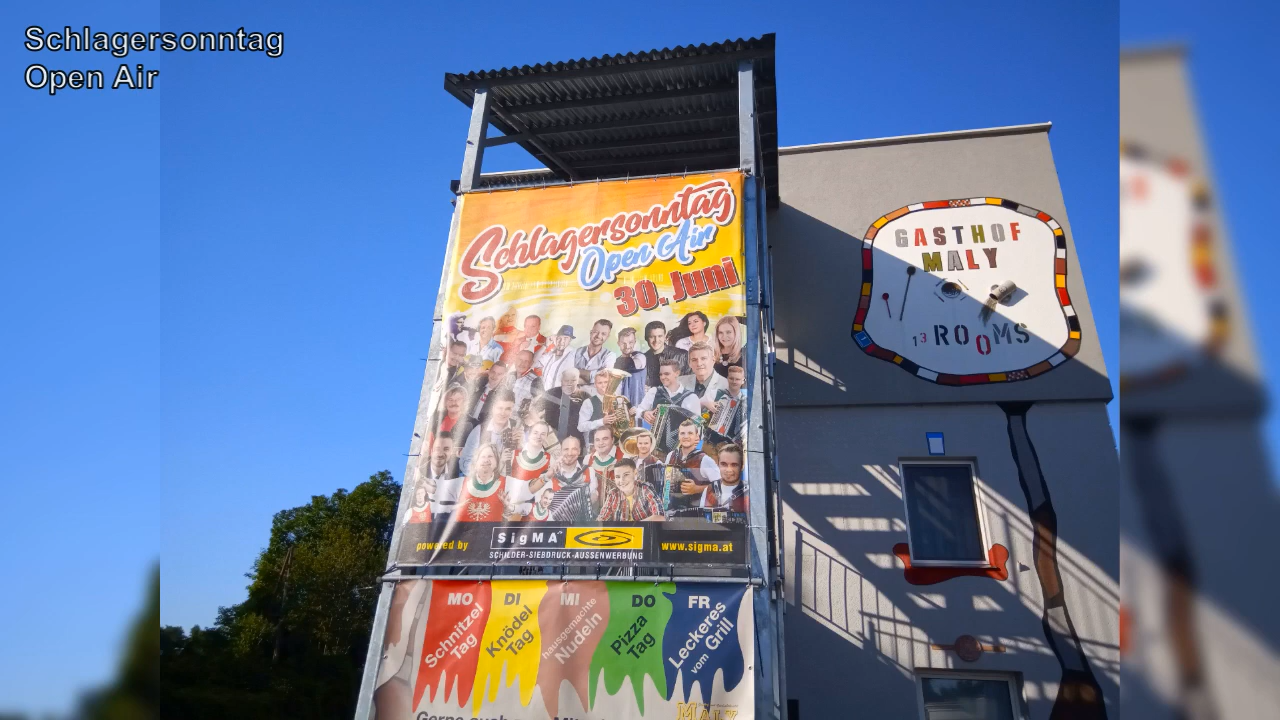 Schlagersonntag
Open Air
Schlagersonntag
Open Air
30. Juni
GASTHOF
MALY
13 ROOMS
powered by
SigMA
SCHILDER-SIEBDRUCK-AUSSENWERBUNG
www.sigma.at
MO
Schnitzel
Tag
DI
Knödel
Tag
MI
hausgemachte
Nudeln
DO
Pizza
Tag
FR
Leckeres
vom Grill
MALY